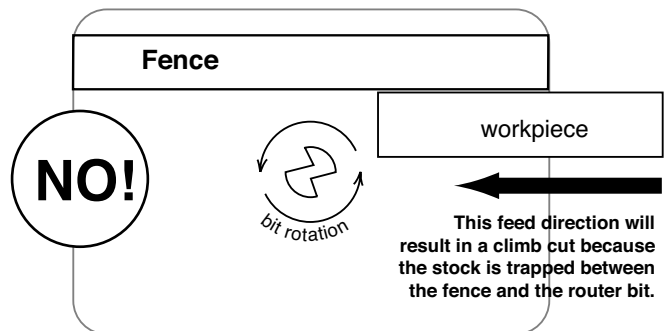 Fence
workpiece
NO!
bit rotation
This feed direction will
result in a climb cut because
the stock is trapped between
the fence and the router bit.